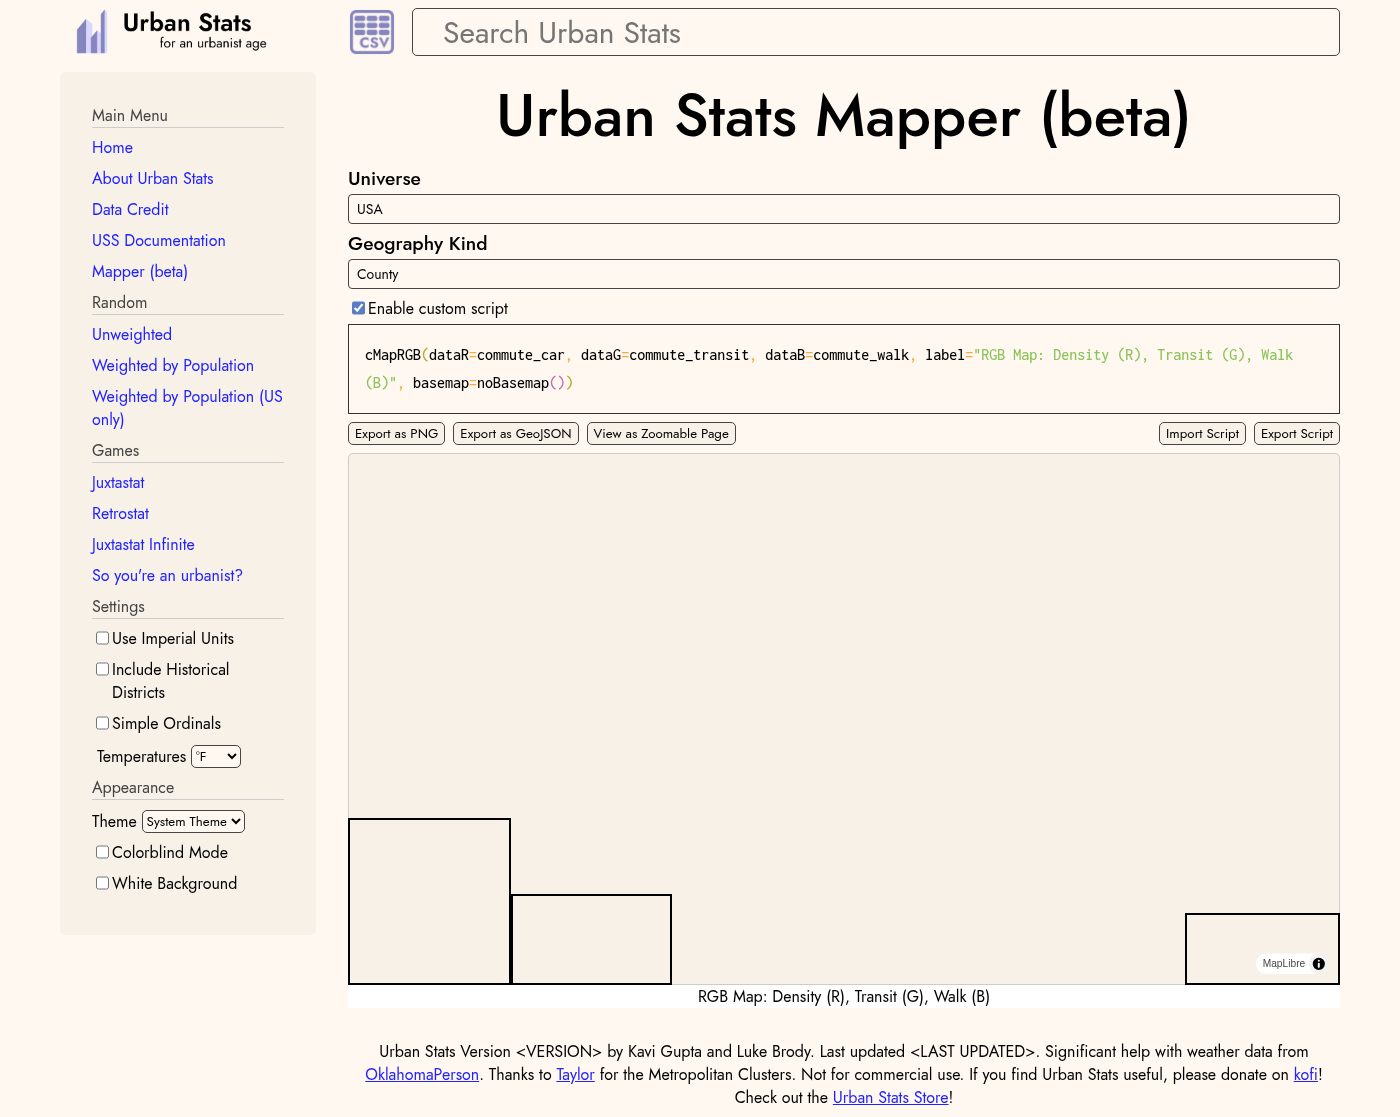 Urban Stats
for an urbanist age
CSV
Search Urban Stats
Main Menu
Home
About Urban Stats
Data Credit
USS Documentation
Mapper (beta)
Random
Unweighted
Weighted by Population
Weighted by Population (US
only)
Games
Juxtastat
Retrostat
Juxtastat Infinite
So you're an urbanist?
Settings
Use Imperial Units
Include Historical
Districts
Simple Ordinals
Temperatures °F
Appearance
Theme System Theme
Colorblind Mode
White Background
Urban Stats Mapper (beta)
Universe
USA
Geography Kind
County
Enable custom script
cMapRGB(dataR=commute_car, dataG=commute_transit, dataB=commute_walk, label="RGB Map: Density (R), Transit (G), Walk
(B)", basemap=noBasemap())
Export as PNG Export as GeoJSON View as Zoomable Page Import Script Export Script
MapLibre
RGB Map: Density (R), Transit (G), Walk (B)
Urban Stats Version <VERSION> by Kavi Gupta and Luke Brody. Last updated <LAST UPDATED>. Significant help with weather data from
OklahomaPerson. Thanks to Taylor for the Metropolitan Clusters. Not for commercial use. If you find Urban Stats useful, please donate on kofi!
Check out the Urban Stats Store!